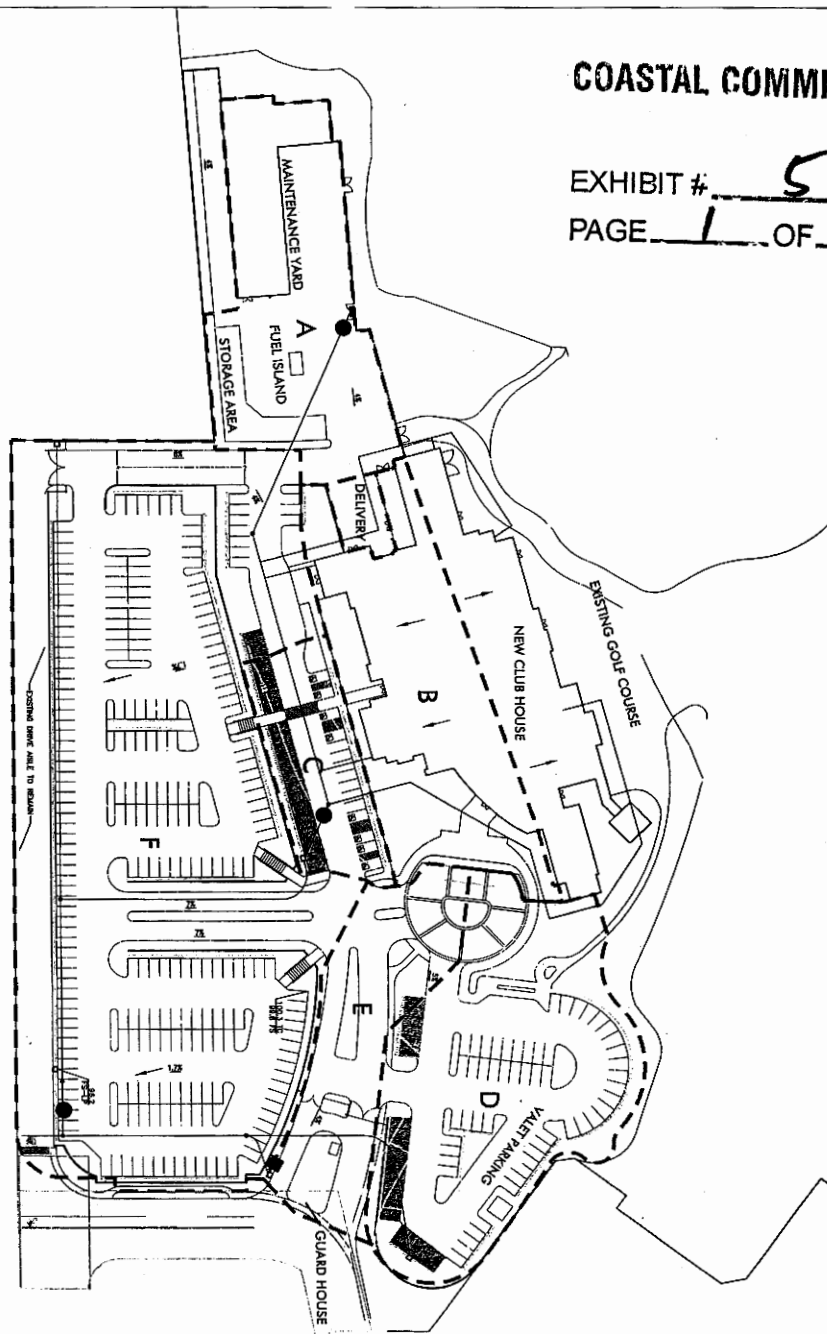 COASTAL COMMI
EXHIBIT # 5
PAGE 1 OF
MAINTENANCE YARD
A
FUEL ISLAND
STORAGE AREA
DELIVERY
EXISTING GOLF COURSE
NEW CLUB HOUSE
B
C
EXISTING DRIVE AISLE TO REMAIN
F
E
D
VALET PARKING
GUARD HOUSE